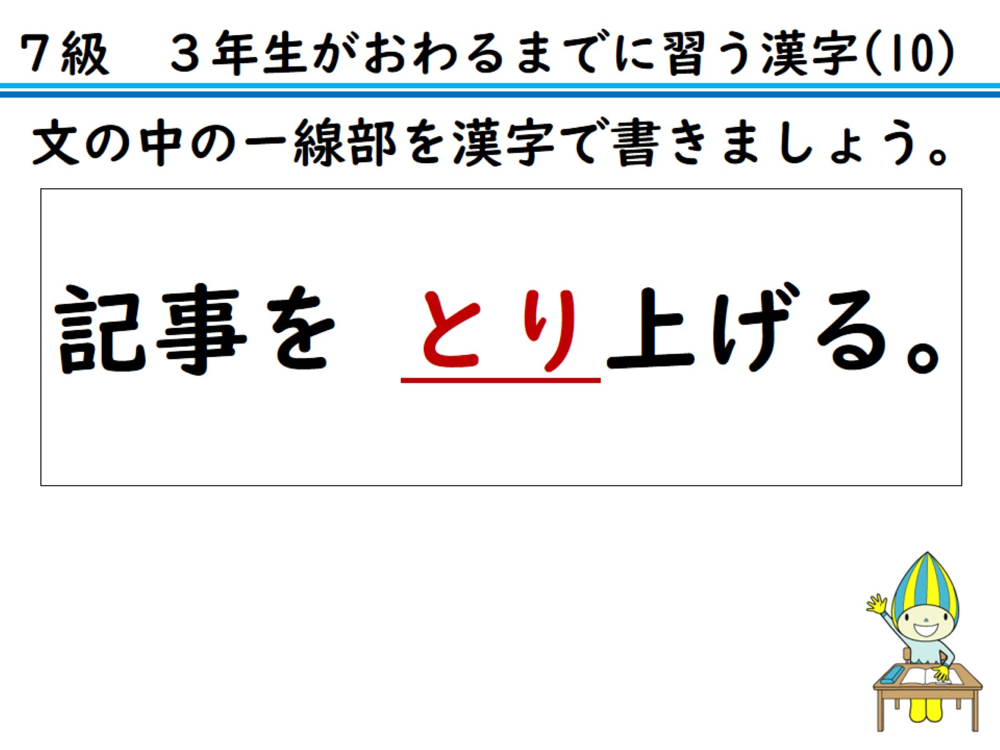 ７級　３年生がおわるまでに習う漢字(10)
文の中の一線部を漢字で書きましょう。
記事を　とり上げる。